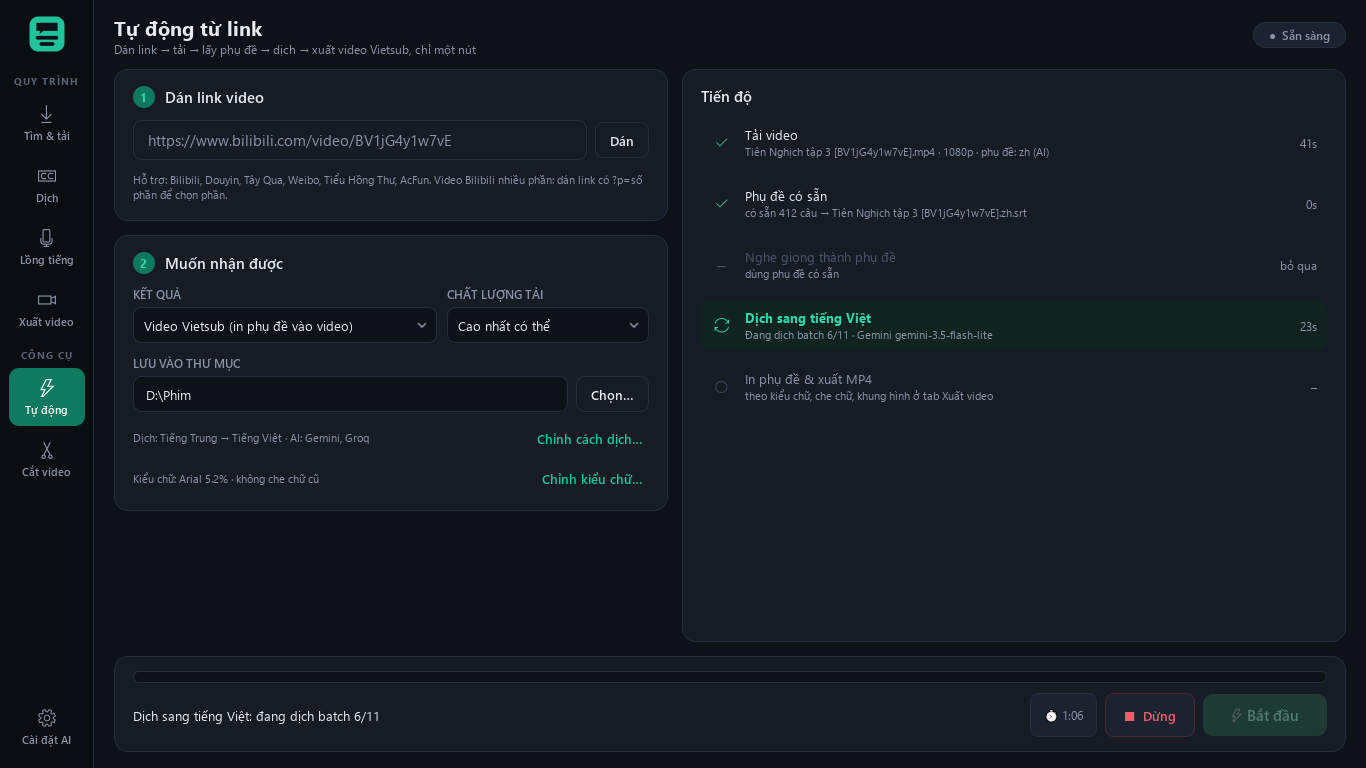 QUY TRÌNH
Tìm & tải
CC
Dịch
Lồng tiếng
Xuất video
CÔNG CỤ
Tự động
Cắt video
Cài đặt AI
Tự động từ link
Dán link → tải → lấy phụ đề → dịch → xuất video Vietsub, chỉ một nút
● Sẵn sàng
1 Dán link video
https://www.bilibili.com/video/BV1jG4y1w7vE
Dán
Hỗ trợ: Bilibili, Douyin, Tây Qua, Weibo, Tiểu Hồng Thư, AcFun. Video Bilibili nhiều phần: dán link có ?p=số
phần để chọn phần.
2 Muốn nhận được
KẾT QUẢ
CHẤT LƯỢNG TẢI
Video Vietsub (in phụ đề vào video)
Cao nhất có thể
LƯU VÀO THƯ MỤC
D:\Phim
Chọn...
Dịch: Tiếng Trung → Tiếng Việt · AI: Gemini, Groq
Chỉnh cách dịch...
Kiểu chữ: Arial 5.2% · không che chữ cũ
Chỉnh kiểu chữ...
Tiến độ
Tải video
Tiên Nghịch tập 3 [BV1jG4y1w7vE].mp4 · 1080p · phụ đề: zh (AI)
41s
Phụ đề có sẵn
có sẵn 412 câu → Tiên Nghịch tập 3 [BV1jG4y1w7vE].zh.srt
0s
Nghe giọng thành phụ đề
dùng phụ đề có sẵn
bỏ qua
Dịch sang tiếng Việt
Đang dịch batch 6/11 · Gemini gemini-3.5-flash-lite
23s
In phụ đề & xuất MP4
theo kiểu chữ, che chữ, khung hình ở tab Xuất video
–
Dịch sang tiếng Việt: đang dịch batch 6/11
1:06
Dừng
Bắt đầu